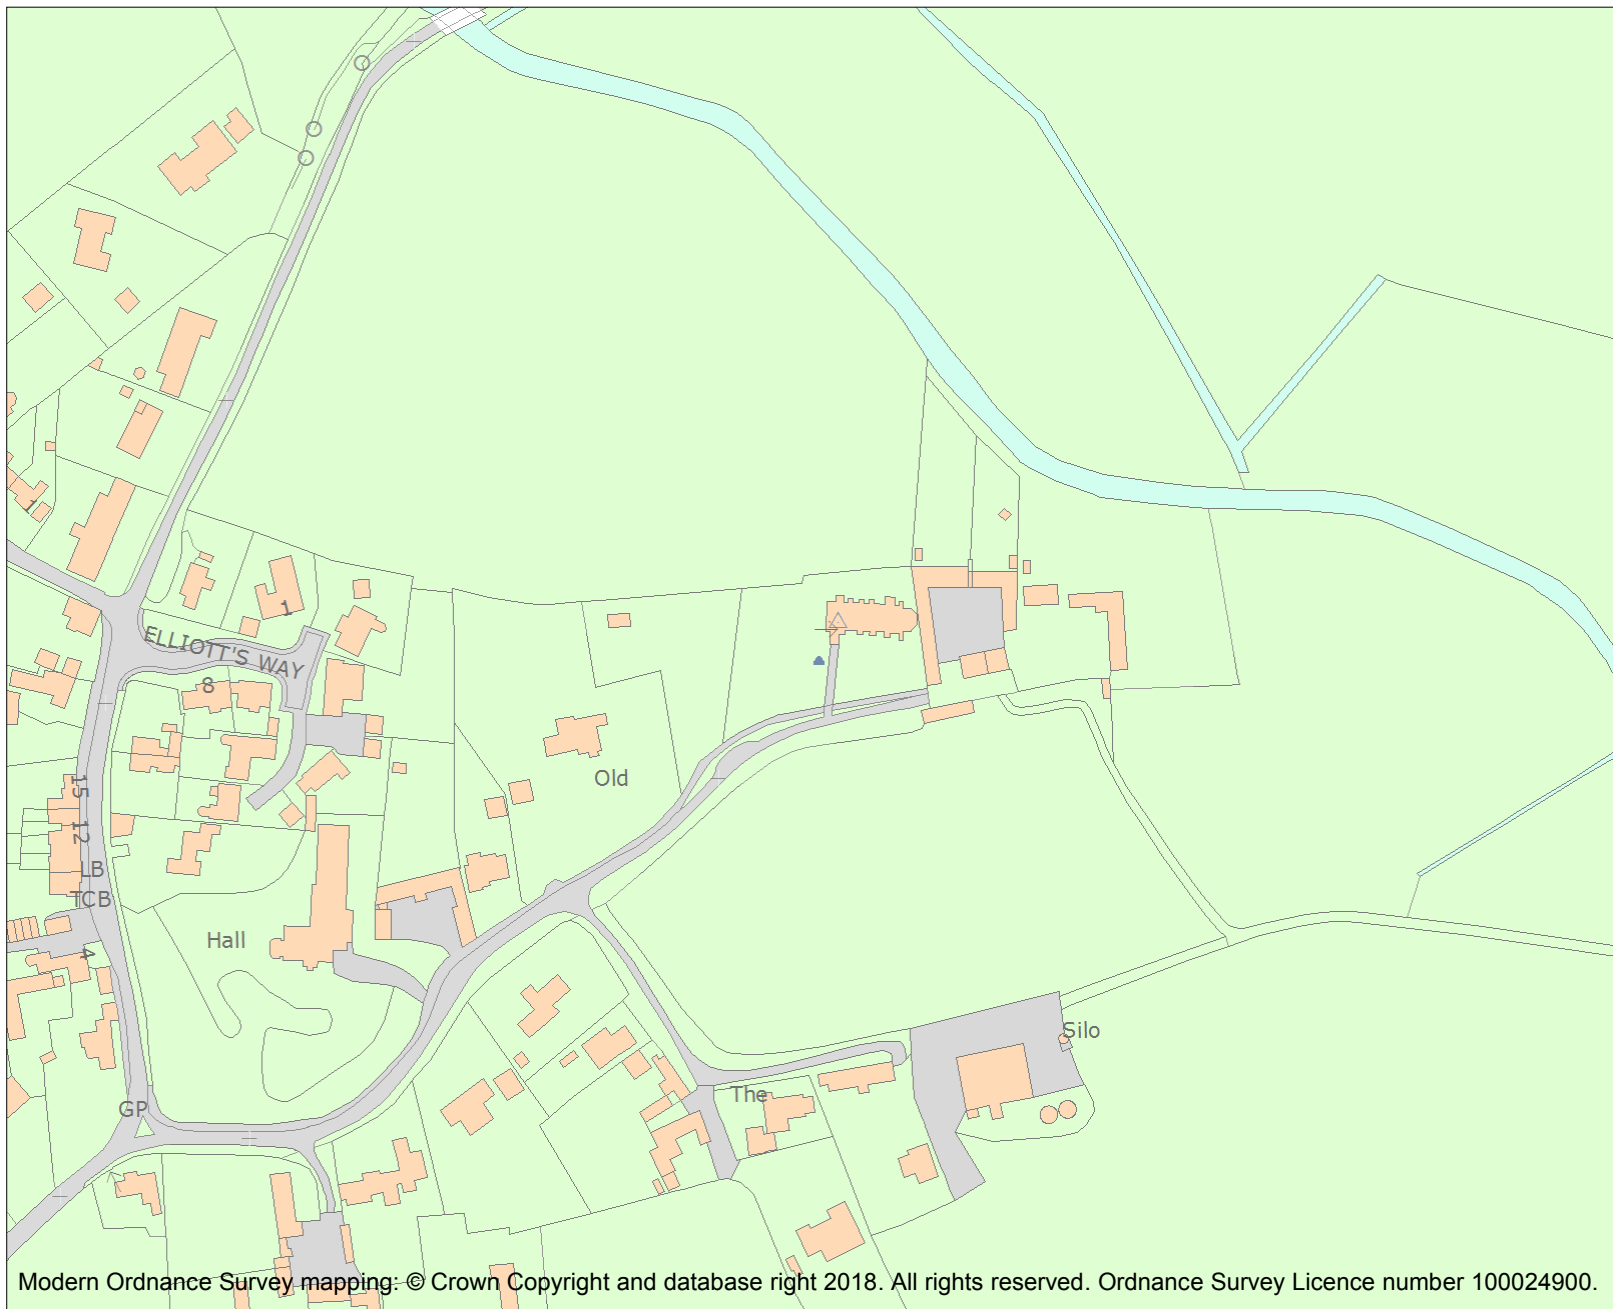 1
1
ELLIOTT'S WAY
8
15
Old
12
LB
TCB
Hall
4
Silo
The
GP
Modern Ordnance Survey mapping: © Crown Copyright and database right 2018. All rights reserved. Ordnance Survey Licence number 100024900.